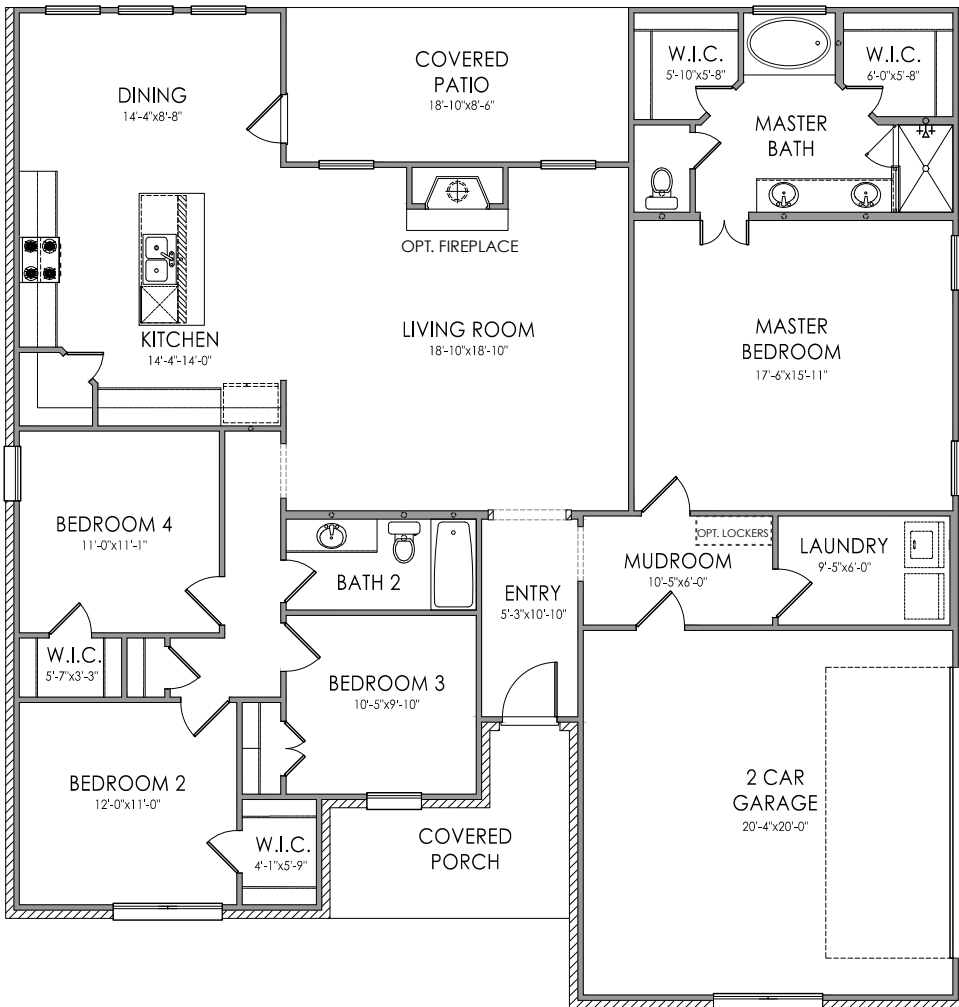 COVERED
PATIO
18'-10"x8'-6"
W.I.C.
5'-10"x5'-8"
W.I.C.
6'-0"x5'-8"
DINING
14'-4"x8'-8"
MASTER
BATH
OPT. FIREPLACE
KITCHEN
14'-4"-14'-0"
LIVING ROOM
18'-10"x18'-10"
MASTER
BEDROOM
17'-6"x15'-11"
BEDROOM 4
11'-0"x11'-1"
BATH 2
ENTRY
5'-3"x10'-10"
OPT. LOCKERS
MUDROOM
10'-5"x6'-0"
LAUNDRY
9'-5"x6'-0"
W.I.C.
5'-7"x3'-3"
BEDROOM 3
10'-5"x9'-10"
BEDROOM 2
12'-0"x11'-0"
W.I.C.
4'-1"x5'-9"
COVERED
PORCH
2 CAR
GARAGE
20'-4"x20'-0"